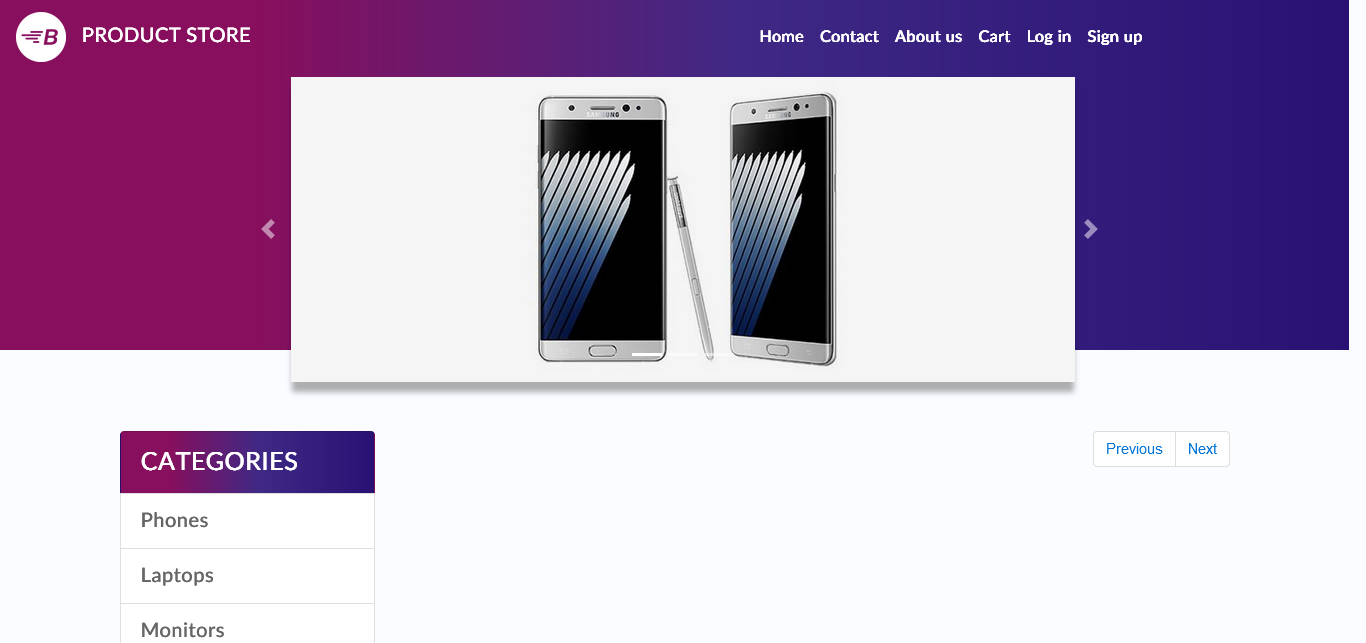 B PRODUCT STORE
Home Contact About us Cart Log in Sign up
SAMSUNG SAMSUNG
CATEGORIES
Previous Next
Phones
Laptops
Monitors